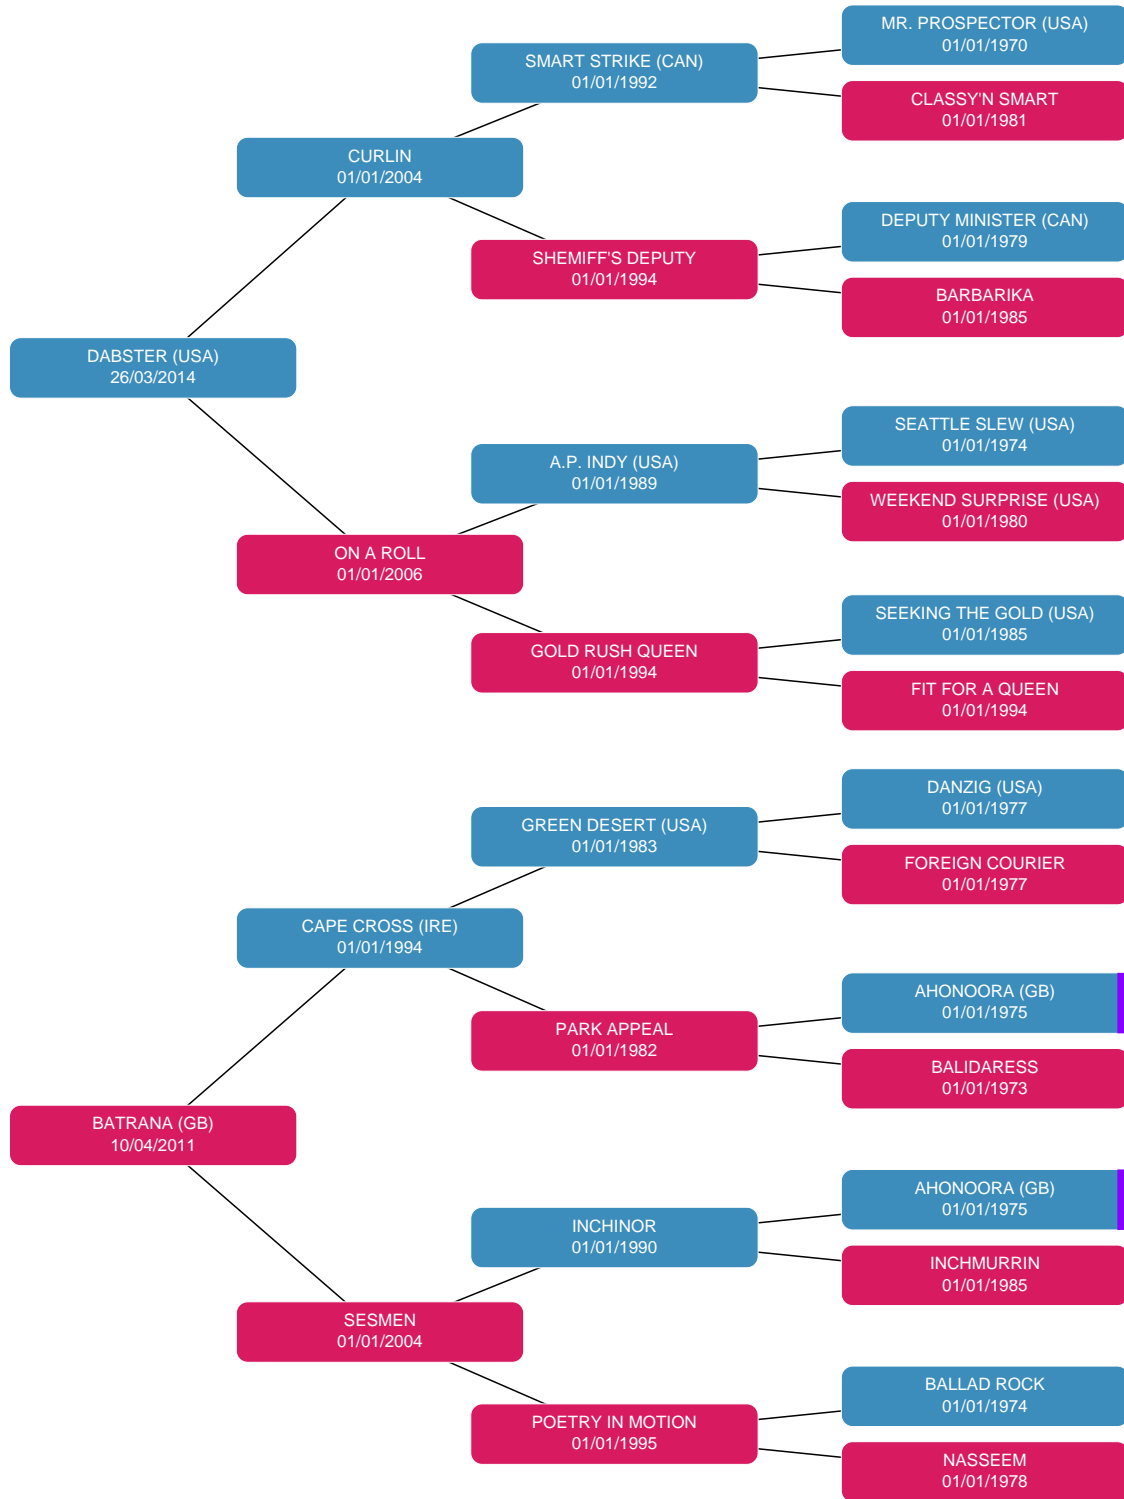 MR. PROSPECTOR (USA)
01/01/1970
SMART STRIKE (CAN)
01/01/1992
CLASSY'N SMART
01/01/1981
CURLIN
01/01/2004
DEPUTY MINISTER (CAN)
01/01/1979
SHEMIFF'S DEPUTY
01/01/1994
BARBARIKA
01/01/1985
DABSTER (USA)
26/03/2014
SEATTLE SLEW (USA)
01/01/1974
A.P. INDY (USA)
01/01/1989
WEEKEND SURPRISE (USA)
01/01/1980
ON A ROLL
01/01/2006
SEEKING THE GOLD (USA)
01/01/1985
GOLD RUSH QUEEN
01/01/1994
FIT FOR A QUEEN
01/01/1994
DANZIG (USA)
01/01/1977
GREEN DESERT (USA)
01/01/1983
FOREIGN COURIER
01/01/1977
CAPE CROSS (IRE)
01/01/1994
AHONOORA (GB)
01/01/1975
PARK APPEAL
01/01/1982
BALIDARESS
01/01/1973
BATRANA (GB)
10/04/2011
AHONOORA (GB)
01/01/1975
INCHINOR
01/01/1990
INCHMURRIN
01/01/1985
SESMEN
01/01/2004
BALLAD ROCK
01/01/1974
POETRY IN MOTION
01/01/1995
NASSEEM
01/01/1978